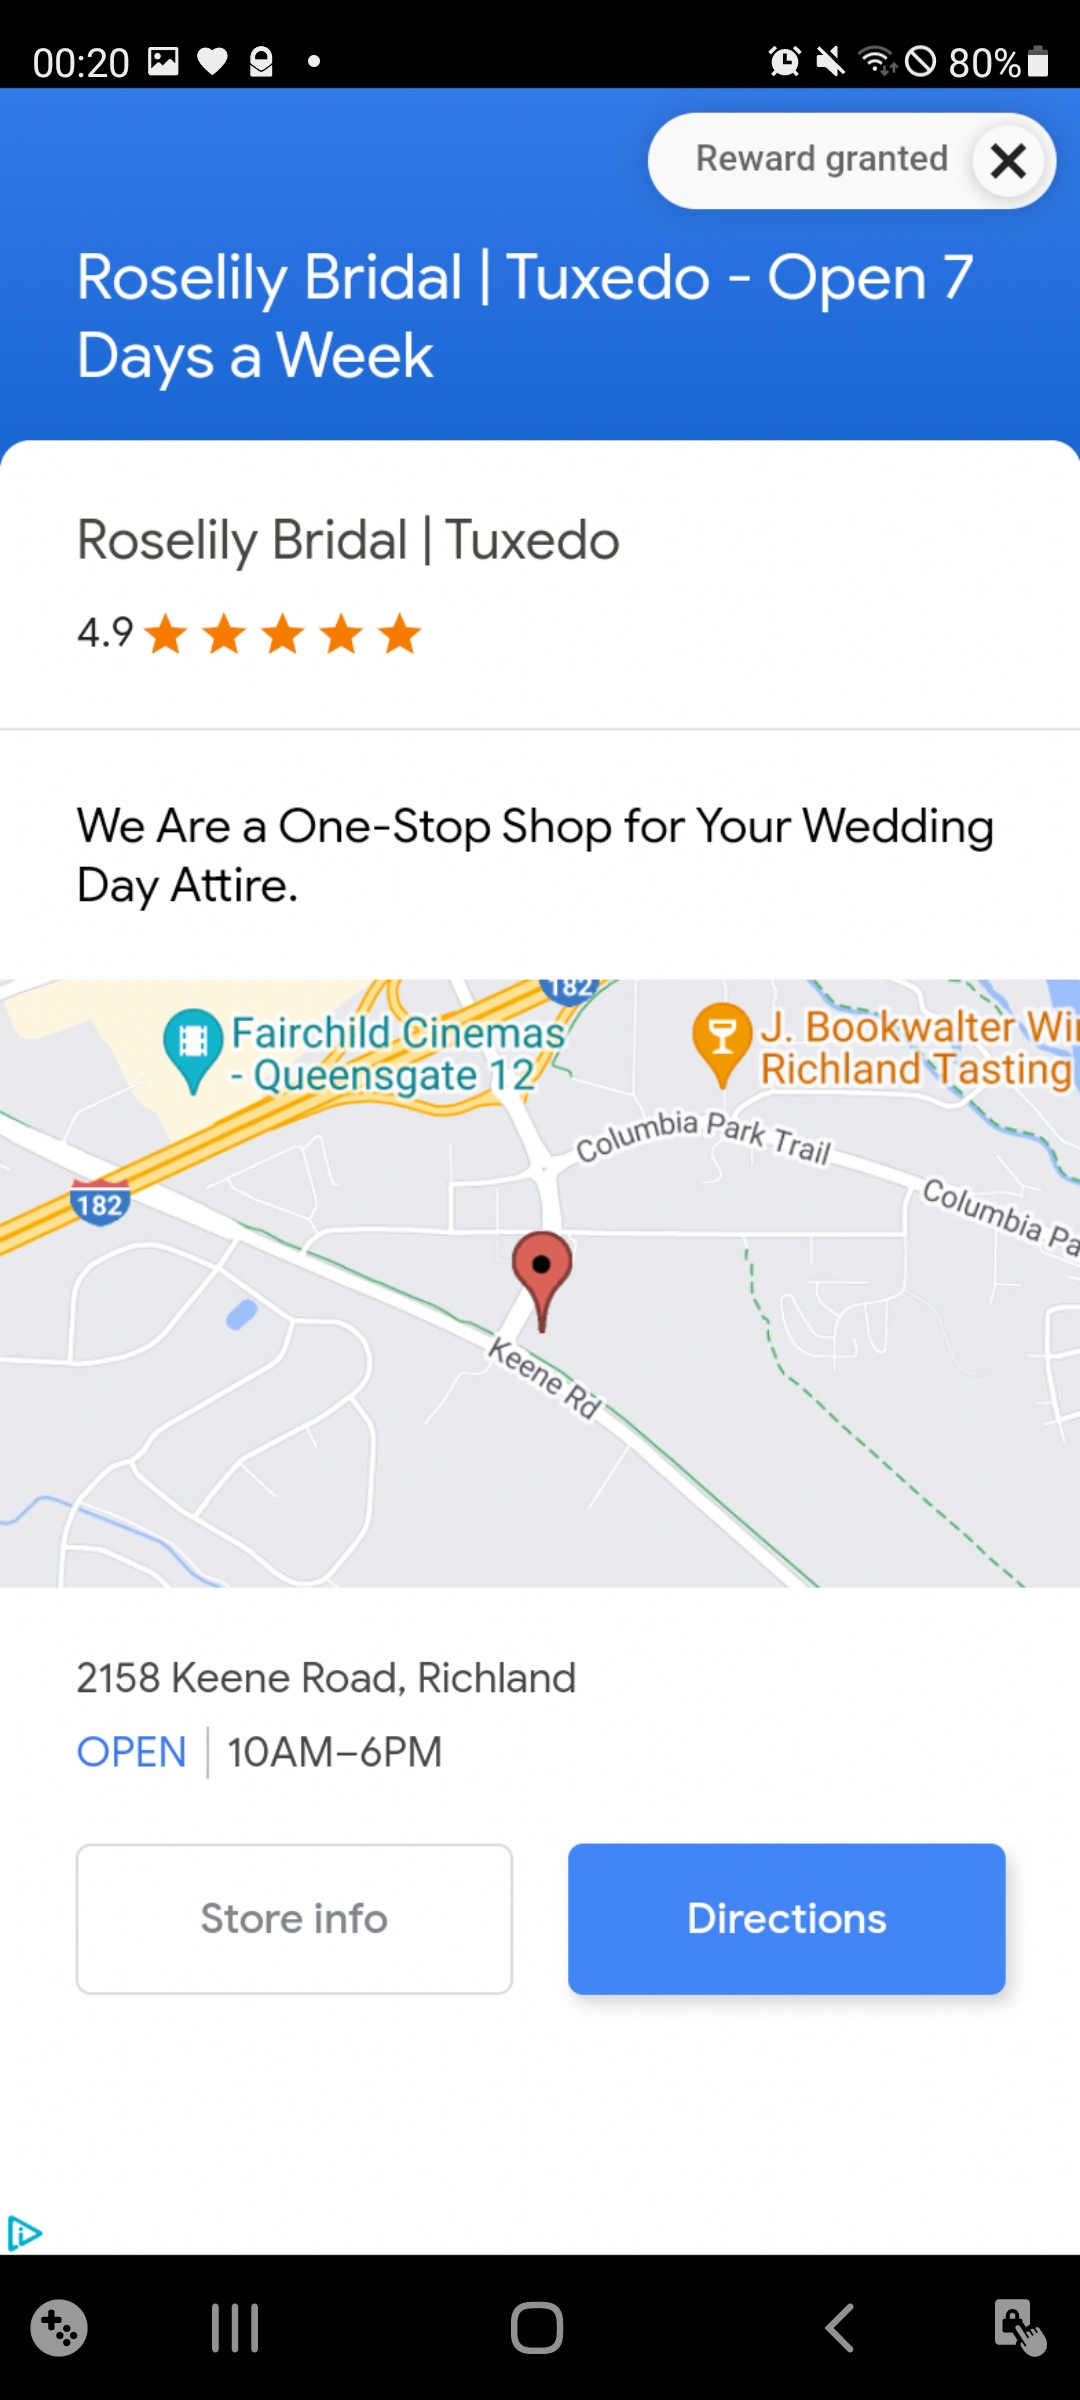 00:20
80%
Reward granted
Roselily Bridal | Tuxedo - Open 7
Days a Week
Roselily Bridal | Tuxedo
4.9
We Are a One-Stop Shop for Your Wedding
Day Attire.
182
Fairchild Cinemas
- Queensgate 12
J. Bookwalter Wi
Richland Tasting
Columbia Park Trail
182
Columbia Pa
Keene Rd
2158 Keene Road, Richland
OPEN | 10AM–6PM
Store info
Directions